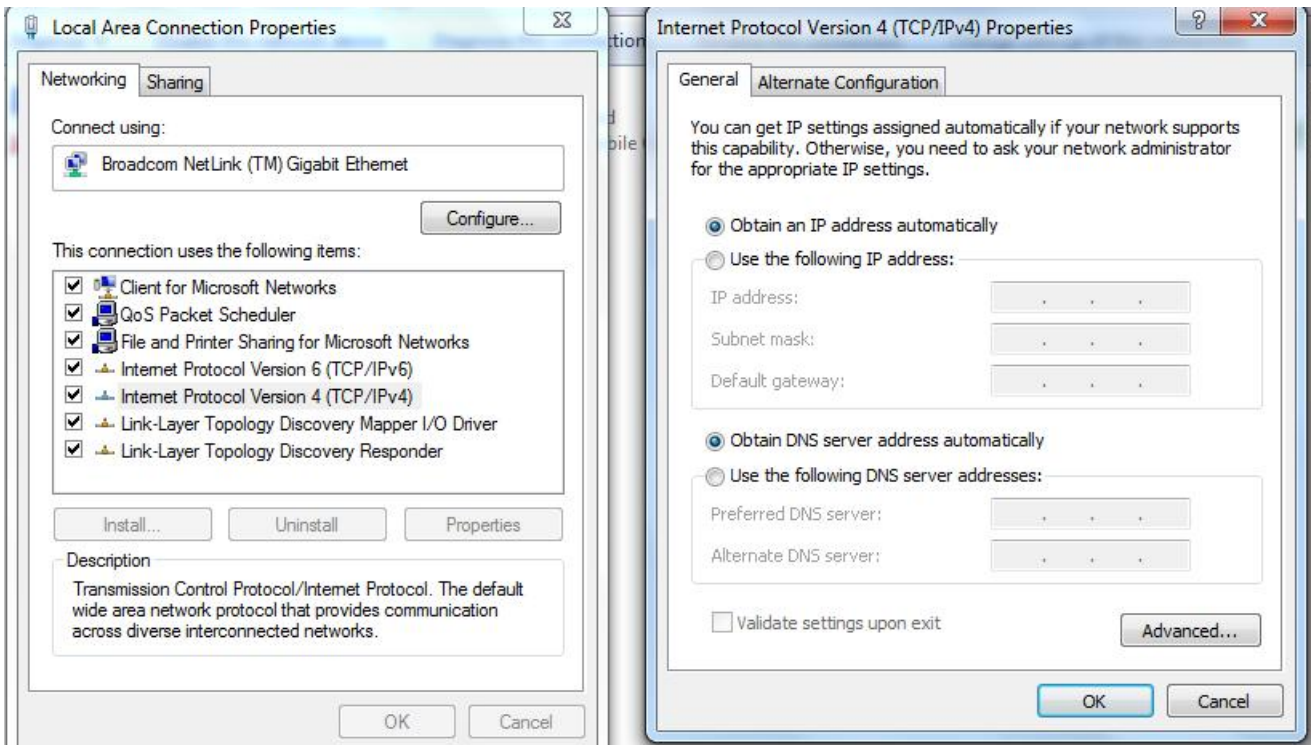 Local Area Connection Properties
Networking
Sharing
Connect using:
Broadcom NetLink (TM) Gigabit Ethernet
Configure...
This connection uses the following items:
Client for Microsoft Networks
QoS Packet Scheduler
File and Printer Sharing for Microsoft Networks
Internet Protocol Version 6 (TCP/IPv6)
Internet Protocol Version 4 (TCP/IPv4)
Link-Layer Topology Discovery Mapper I/O Driver
Link-Layer Topology Discovery Responder
Install...
Uninstall
Properties
Description
Transmission Control Protocol/Internet Protocol. The default
wide area network protocol that provides communication
across diverse interconnected networks.
OK
Cancel
Internet Protocol Version 4 (TCP/IPv4) Properties
General
Alternate Configuration
You can get IP settings assigned automatically if your network supports
this capability. Otherwise, you need to ask your network administrator
for the appropriate IP settings.
Obtain an IP address automatically
Use the following IP address:
IP address:
Subnet mask:
Default gateway:
Obtain DNS server address automatically
Use the following DNS server addresses:
Preferred DNS server:
Alternate DNS server:
Validate settings upon exit
Advanced...
OK
Cancel